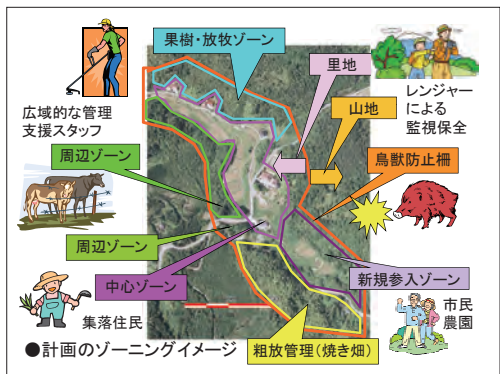 果樹・放牧ゾーン
里地
広域的な管理
支援スタッフ
山地
レンジャー
による
監視保全
周辺ゾーン
鳥獣防止柵
周辺ゾーン
中心ゾーン
新規参入ゾーン
集落住民
市民
農園
●計画のゾーニングイメージ
粗放管理(焼き畑)